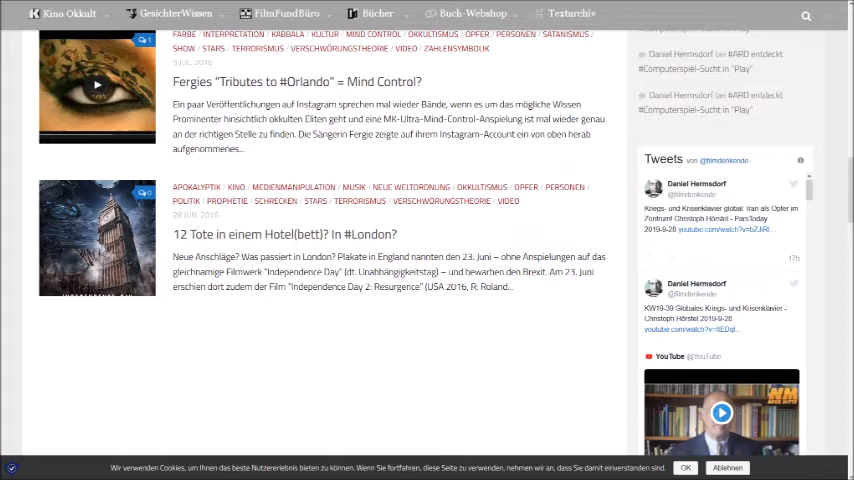 Kino Okkult
GesichterWissen
FilmFundBüro
Bücher
Buch-Webshop
Textarchiv
FARBE / INTERPRETATION / KABBALA / KULTUR / MIND CONTROL / OKKULTISMUS / OPFER / PERSONEN / SATANISMUS /
SHOW / STARS / TERRORISMUS / VERSCHWÖRUNGSTHEORIE / VIDEO / ZAHLENSYMBOLIK
1
6 JUL, 2016
Fergies “Tributes to #Orlando” = Mind Control?
Ein paar Veröffentlichungen auf Instagram sprechen mal wieder Bände, wenn es um das mögliche Wissen
Prominenter hinsichtlich okkulten Eliten geht und eine MK-Ultra-Mind-Control-Anspielung ist mal wieder genau
an der richtigen Stelle zu finden. Die Sängerin Fergie zeigte auf ihrem Instagram-Account ein von oben herab
aufgenommenes...
0
APOKALYPTIK / KINO / MEDIENMANIPULATION / MUSIK / NEUE WELTORDNUNG / OKKULTISMUS / OPFER / PERSONEN /
POLITIK / PROPHETIE / SCHRECKEN / STARS / TERRORISMUS / VERSCHWÖRUNGSTHEORIE / VIDEO
28 JUN, 2016
12 Tote in einem Hotel(bett)? In #London?
Neue Anschläge? Was passiert in London? Plakate in England nannten den 23. Juni – ohne Anspielungen auf das
gleichnamige Filmwerk “Independence Day” (dt. Unabhängigkeitstag) – und bewarben den Brexit. Am 23. Juni
erschien dort zudem der Film “Independence Day 2: Resurgence” (USA 2016, R: Roland...
#Computerspiel-Sucht in “Play”
Daniel Hermsdorf bei #ARD entdeckt
#Computerspiel-Sucht in “Play”
Daniel Hermsdorf bei #ARD entdeckt
#Computerspiel-Sucht in “Play”
Tweets von @filmdenkende
Daniel Hermsdorf
@filmdenkende
Kriegs- und Krisenklavier global: Iran als Opfer im
Zentrum! Christoph Hörstel - ParsToday
2019-9-28
17h
Daniel Hermsdorf
@filmdenkende
KW19-39 Globales Kriegs- und Krisenklavier -
Christoph Hörstel 2019-9-28
YouTube @YouTube
NM
NEUE MITTE
Wir verwenden Cookies, um Ihnen das beste Nutzererlebnis bieten zu können. Wenn Sie fortfahren, diese Seite zu verwenden, nehmen wir an, dass Sie damit einverstanden sind.
OK
Ablehnen